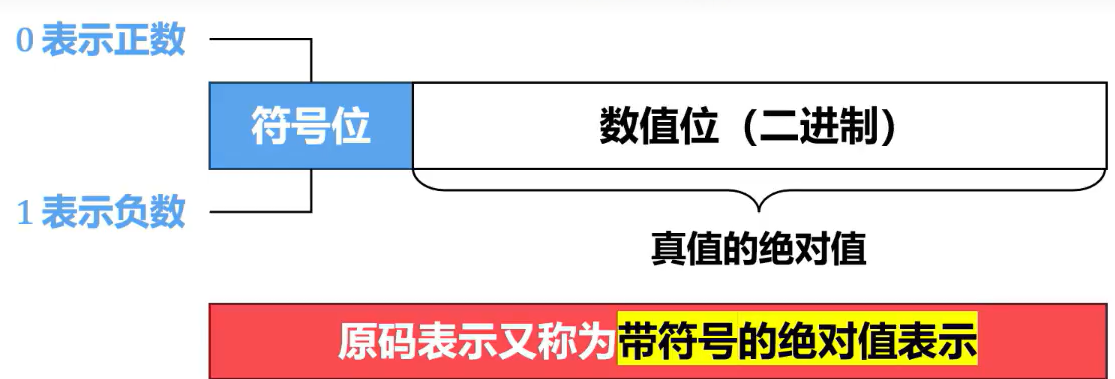 0 表示正数
符号位
数值位（二进制）
1 表示负数
真值的绝对值
原码表示又称为带符号的绝对值表示